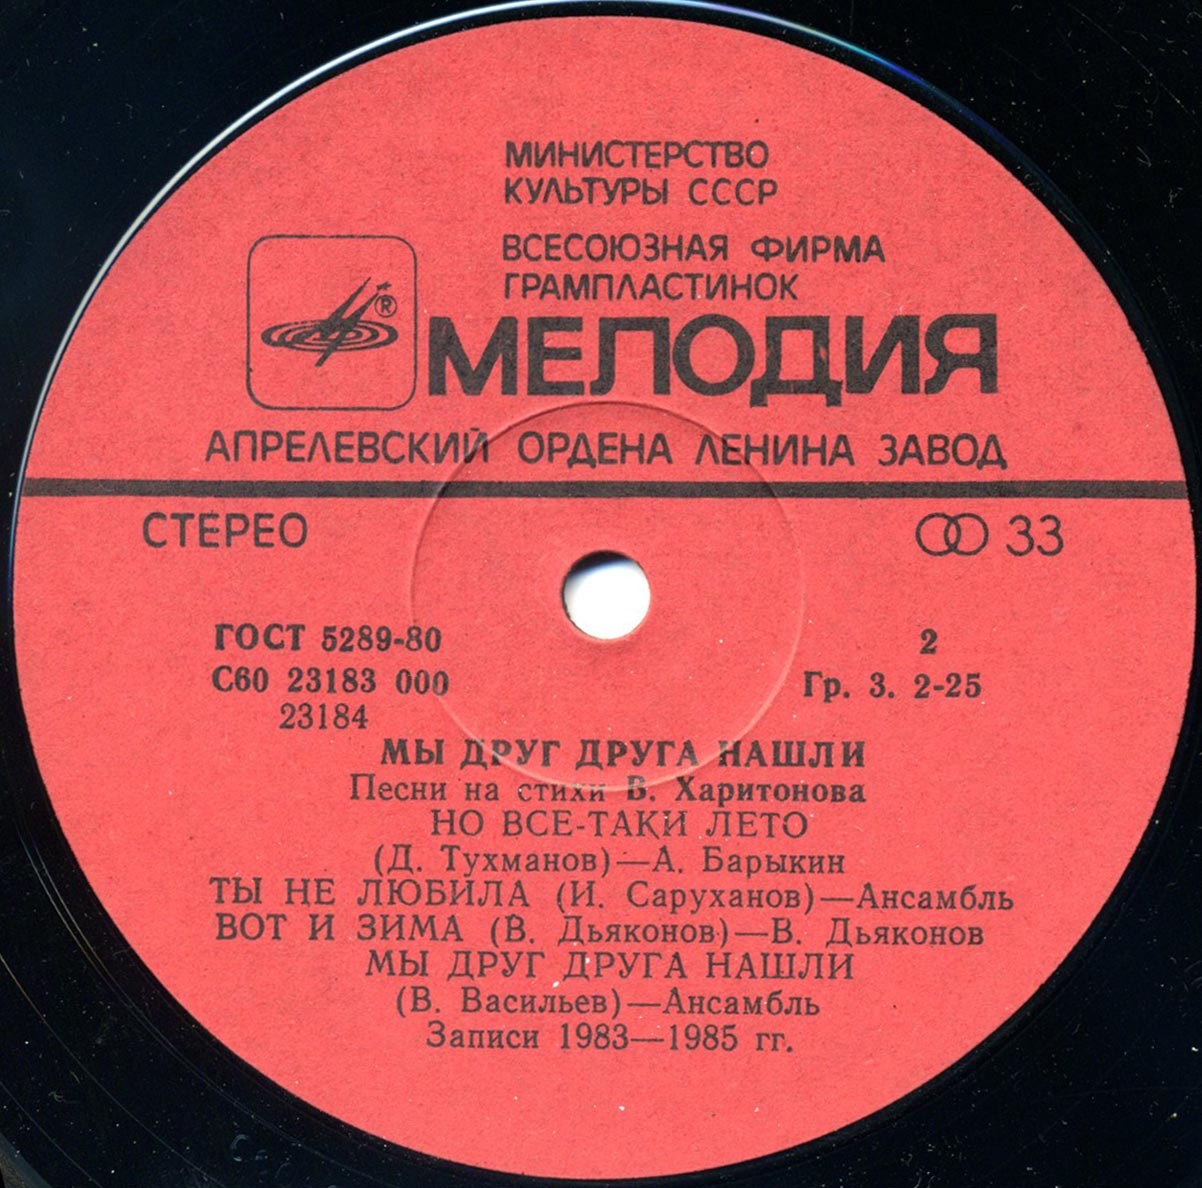 МИНИСТЕРСТВО
КУЛЬТУРЫ СССР
ВСЕСОЮЗНАЯ ФИРМА
ГРАМПЛАСТИНОК
®
МЕЛОДИЯ
АПРЕЛЕВСКИЙ ОРДЕНА ЛЕНИНА ЗАВОД
СТЕРЕО 33
ГОСТ 5289-80 2
С60 23183 000 Гр. 3. 2-25
23184
МЫ ДРУГ ДРУГА НАШЛИ
Песни на стихи В. Харитонова
НО ВСЕ-ТАКИ ЛЕТО
(Д. Тухманов)—А. Барыкин
ТЫ НЕ ЛЮБИЛА (И. Саруханов)—Ансамбль
ВОТ И ЗИМА (В. Дьяконов)—В. Дьяконов
МЫ ДРУГ ДРУГА НАШЛИ
(В. Васильев)—Ансамбль
Записи 1983—1985 гг.